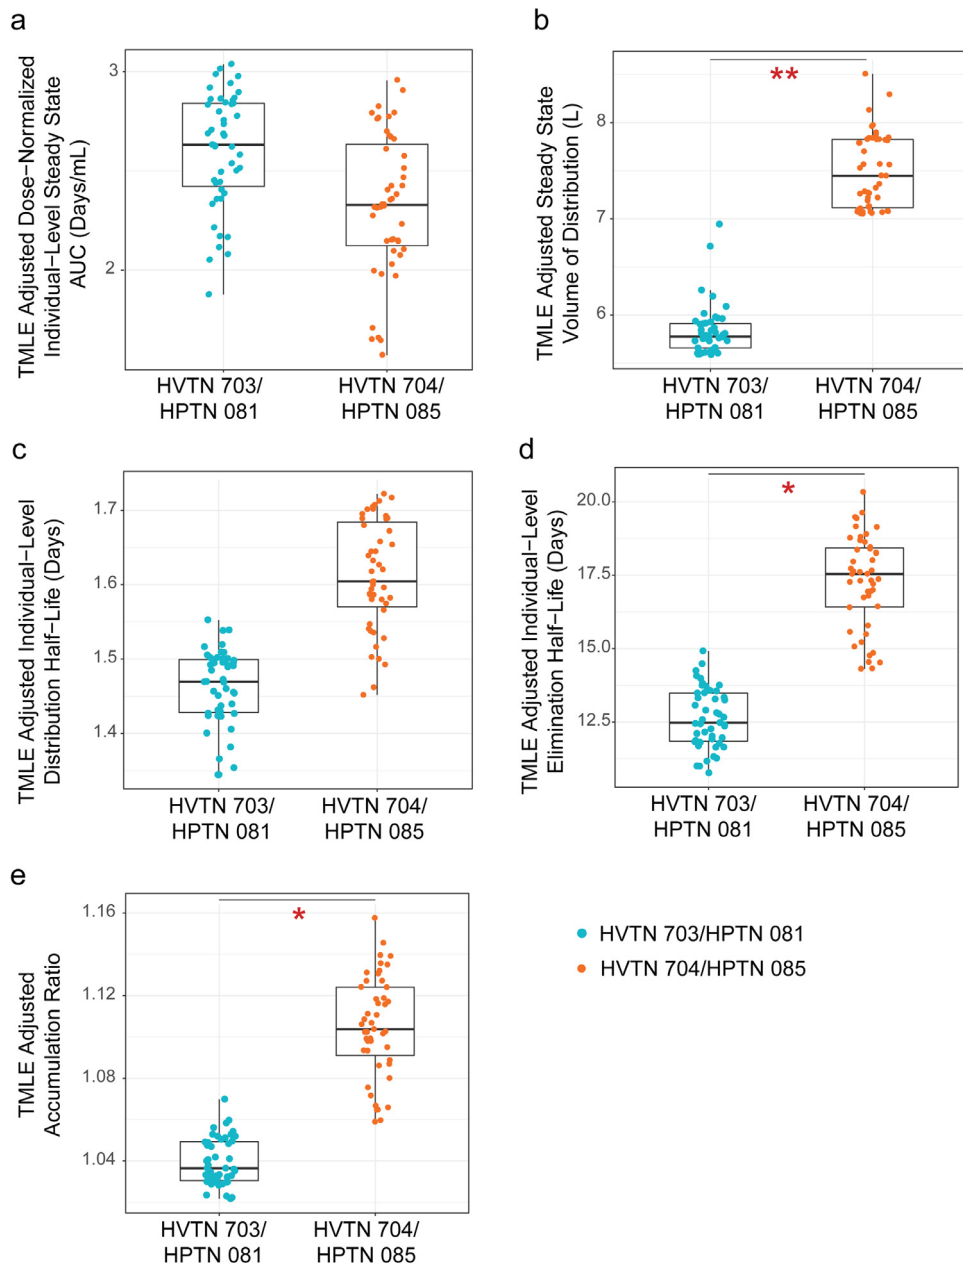 a
TMLE Adjusted Dose−Normalized
Individual−Level Steady State
AUC (Days/mL)
3
2
HVTN 703/
HPTN 081
HVTN 704/
HPTN 085
b
TMLE Adjusted Steady State
Volume of Distribution (L)
**
8
7
6
HVTN 703/
HPTN 081
HVTN 704/
HPTN 085
c
TMLE Adjusted Individual−Level
Distribution Half−Life (Days)
1.7
1.6
1.5
1.4
HVTN 703/
HPTN 081
HVTN 704/
HPTN 085
d
TMLE Adjusted Individual−Level
Elimination Half−Life (Days)
*
20.0
17.5
15.0
12.5
HVTN 703/
HPTN 081
HVTN 704/
HPTN 085
e
TMLE Adjusted
Accumulation Ratio
*
1.16
1.12
1.08
1.04
HVTN 703/
HPTN 081
HVTN 704/
HPTN 085
HVTN 703/HPTN 081
HVTN 704/HPTN 085